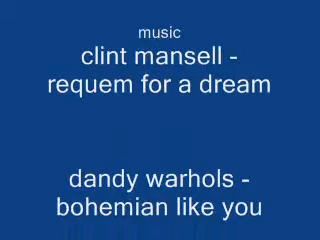 music
clint mansell -
requem for a dream
dandy warhols -
bohemian like you